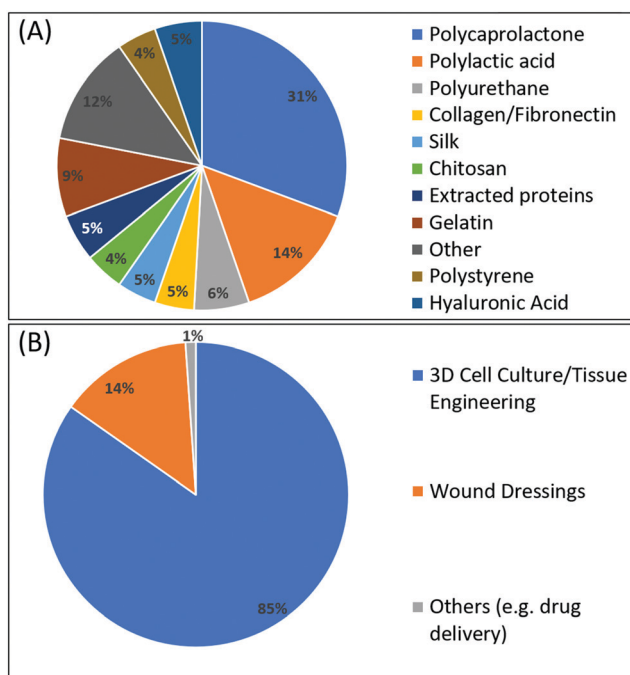 (A)
5%
4%
12%
9%
5%
4%
5%
5%
6%
14%
31%
Polycaprolactone
Polylactic acid
Polyurethane
Collagen/Fibronectin
Silk
Chitosan
Extracted proteins
Gelatin
Other
Polystyrene
Hyaluronic Acid
(B)
1%
14%
85%
3D Cell Culture/Tissue
Engineering
Wound Dressings
Others (e.g. drug
delivery)